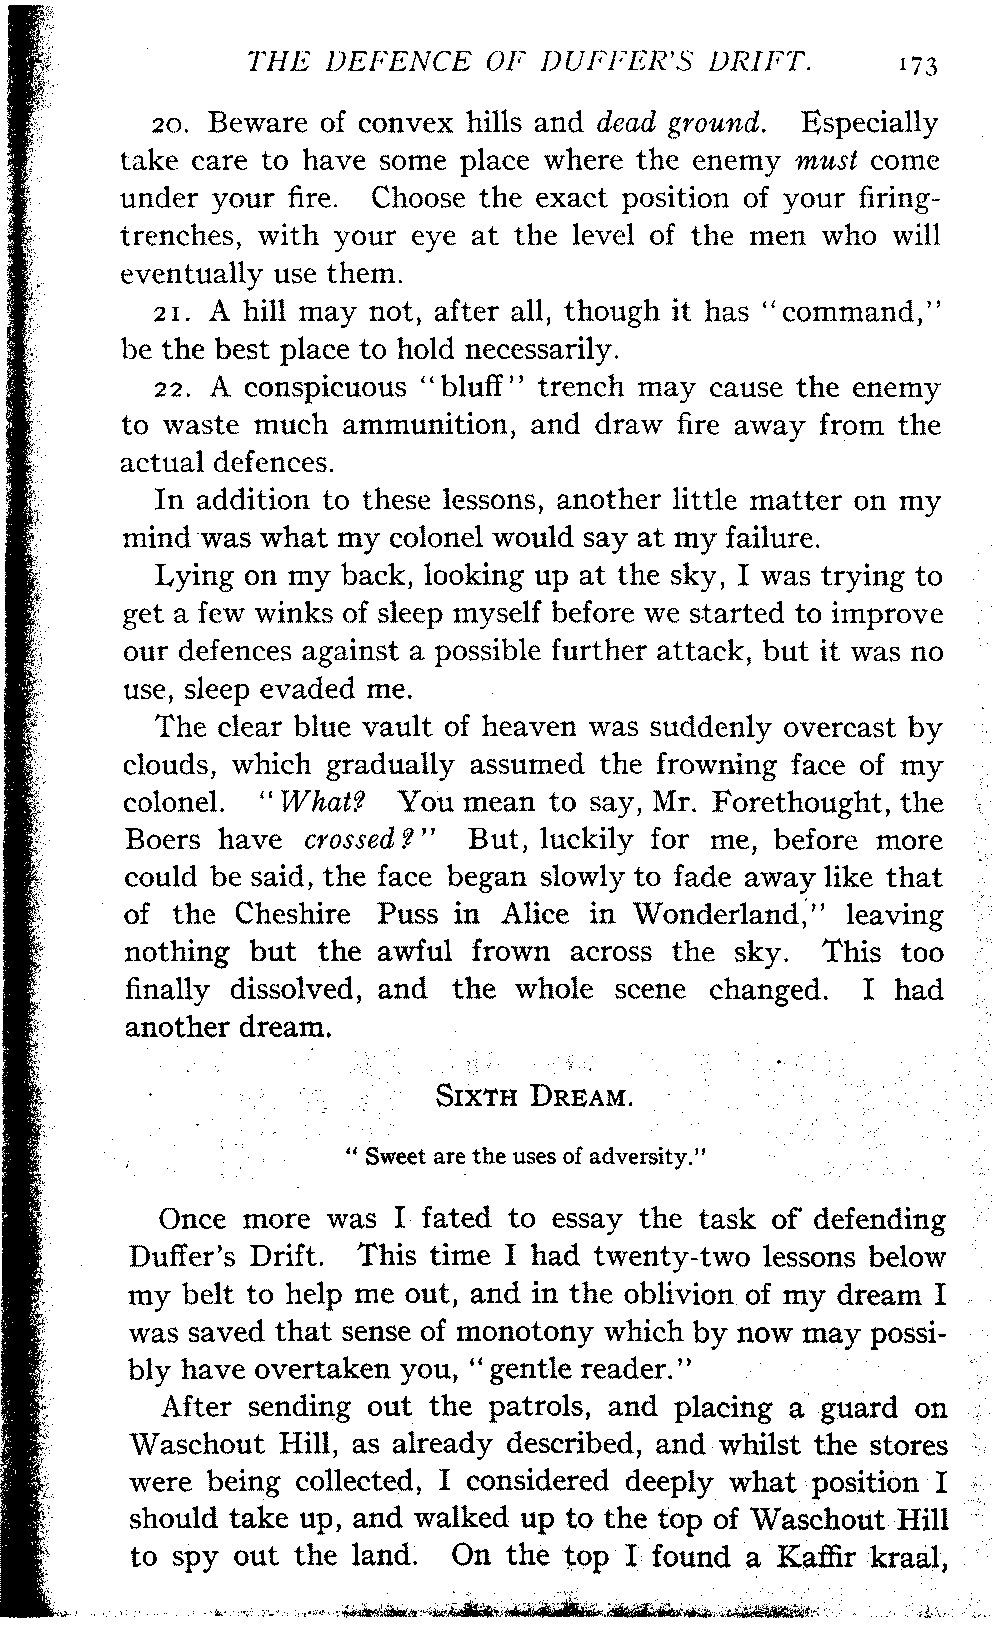 THE DEFENCE OF DUFFER'S DRIFT. 173
20. Beware of convex hills and dead ground. Especially
take care to have some place where the enemy must come
under your fire. Choose the exact position of your firing-
trenches, with your eye at the level of the men who will
eventually use them.
21. A hill may not, after all, though it has "command,"
be the best place to hold necessarily.
22. A conspicuous "bluff" trench may cause the enemy
to waste much ammunition, and draw fire away from the
actual defences.
In addition to these lessons, another little matter on my
mind was what my colonel would say at my failure.
Lying on my back, looking up at the sky, I was trying to
get a few winks of sleep myself before we started to improve
our defences against a possible further attack, but it was no
use, sleep evaded me.
The clear blue vault of heaven was suddenly overcast by
clouds, which gradually assumed the frowning face of my
colonel. "What? You mean to say, Mr. Forethought, the
Boers have crossed?" But, luckily for me, before more
could be said, the face began slowly to fade away like that
of the Cheshire Puss in Alice in Wonderland," leaving
nothing but the awful frown across the sky. This too
finally dissolved, and the whole scene changed. I had
another dream.
SIXTH DREAM.
"Sweet are the uses of adversity."
Once more was I fated to essay the task of defending
Duffer's Drift. This time I had twenty-two lessons below
my belt to help me out, and in the oblivion of my dream I
was saved that sense of monotony which by now may possi-
bly have overtaken you, "gentle reader."
After sending out the patrols, and placing a guard on
Waschout Hill, as already described, and whilst the stores
were being collected, I considered deeply what position I
should take up, and walked up to the top of Waschout Hill
to spy out the land. On the top I found a Kaffir kraal,